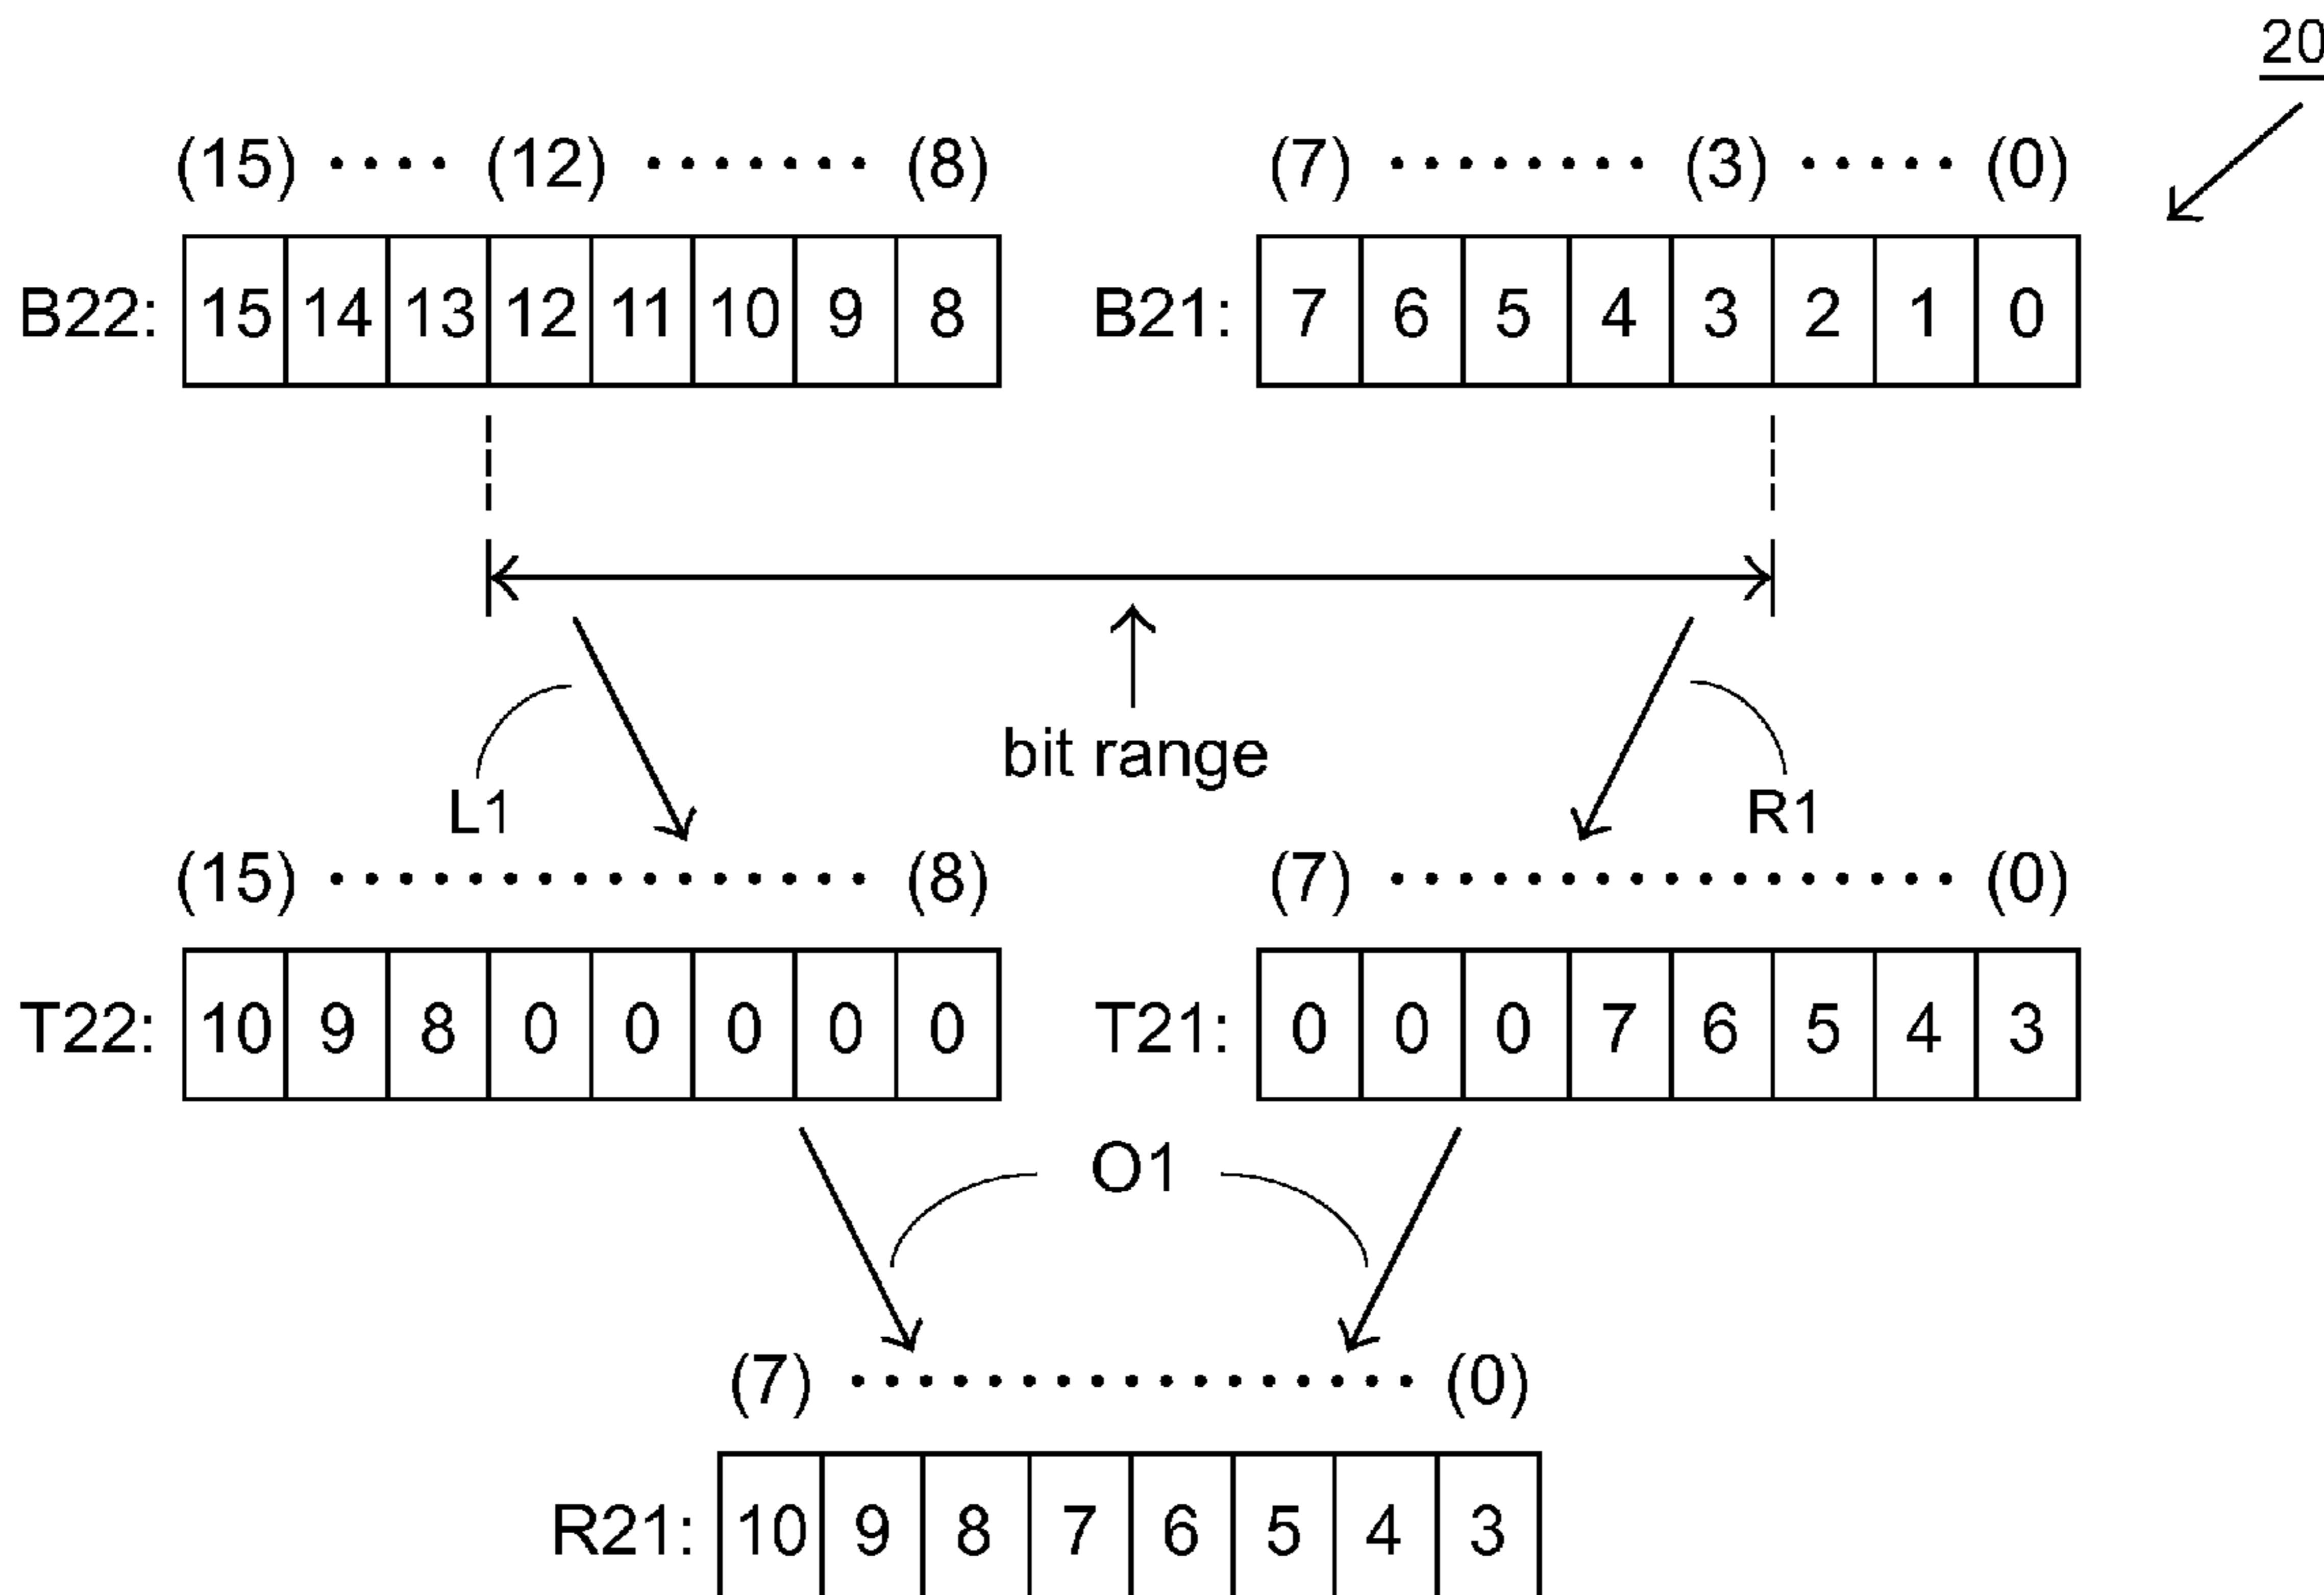 20
(15) ···· (12) ······· (8) (7) ········ (3) ····· (0)
B22: 15 14 13 12 11 10 9 8 B21: 7 6 5 4 3 2 1 0
bit range
L1 R1
(15) ················ (8) (7) ················· (0)
T22: 10 9 8 0 0 0 0 0 T21: 0 0 0 7 6 5 4 3
O1
(7) ················· (0)
R21: 10 9 8 7 6 5 4 3